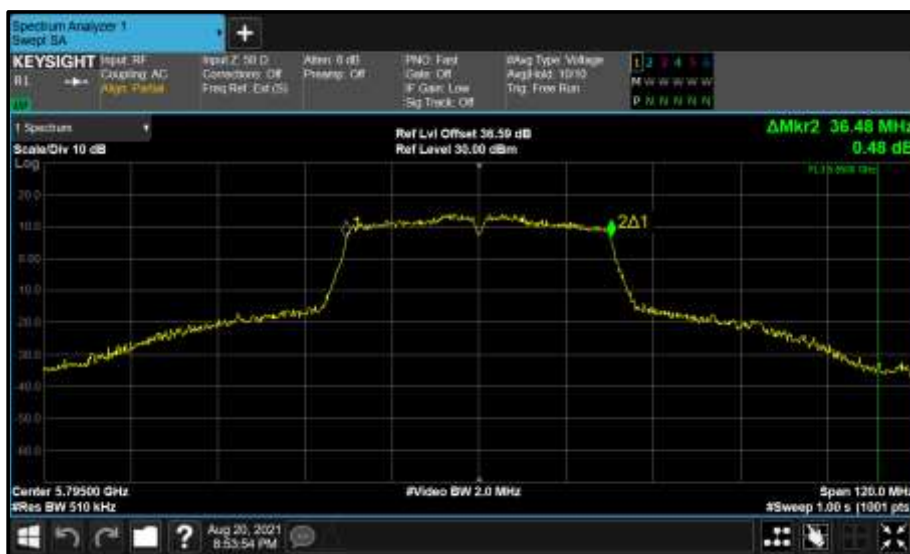 Spectrum Analyzer 1
Swept SA
+
KEYSIGHT
Input: RF
Coupling: AC
Align: Partial
Input Z: 50 Ω
Corrections: Off
Freq Ref: Ext (S)
Atten: 6 dB
Preamp: Off
PNO: Fast
Gate: Off
IF Gain: Low
Sig Track: Off
#Avg Type: Voltage
Avg|Hold: 10/10
Trig: Free Run
1 2 3 4 5 6
M W W W W W
P N N N N N
1 Spectrum
Scale/Div 10 dB
Ref Lvl Offset 36.59 dB
Ref Level 30.00 dBm
ΔMkr2 36.48 MHz
0.48 dB
Log
20.0
10.0
0.00
-10.0
-20.0
-30.0
-40.0
-50.0
-60.0
1
2Δ1
Center 5.79500 GHz
#Res BW 510 kHz
#Video BW 2.0 MHz
Span 120.0 MHz
#Sweep 1.00 s (1001 pts
?
Aug 20, 2021
8:53:54 PM